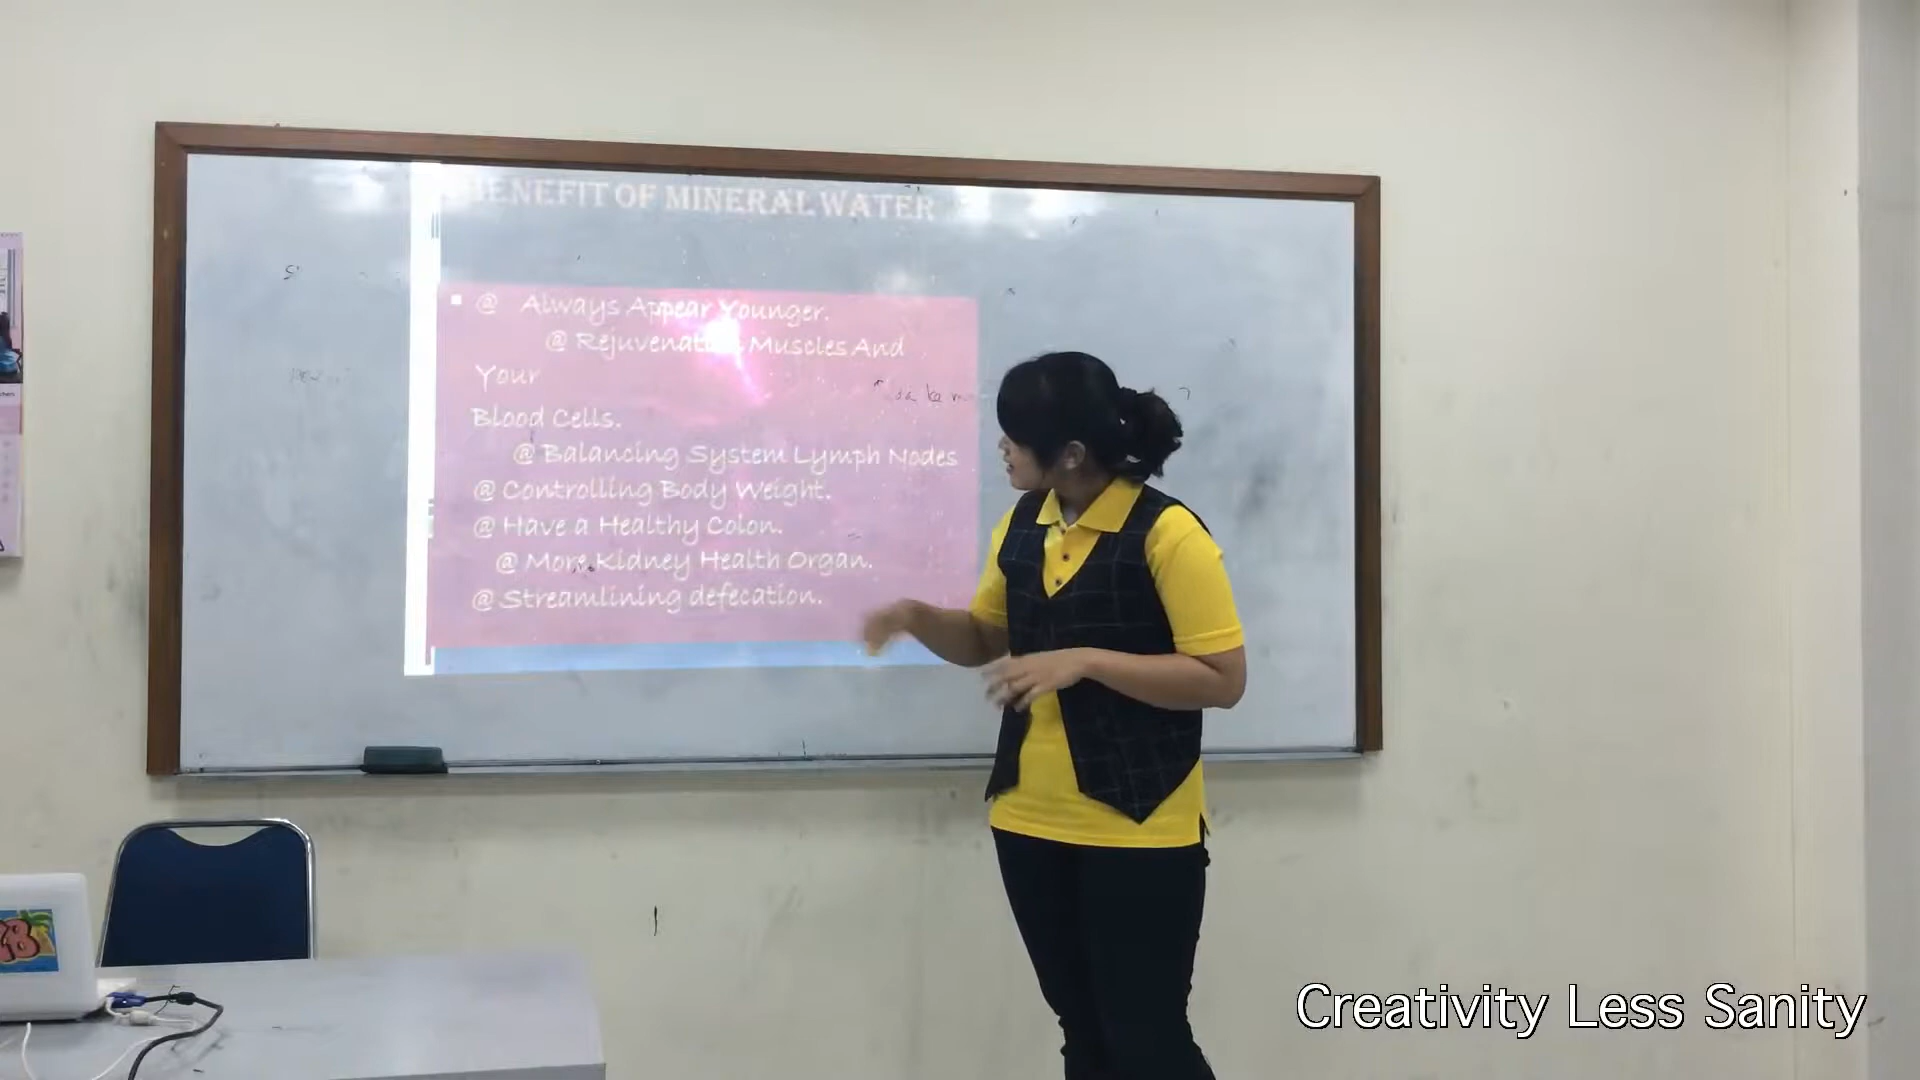 BENEFIT OF MINERAL WATER
@ Always Appear Younger.
@ Rejuvenating Muscles And
Your
Blood Cells.
@ Balancing System Lymph Nodes
@ Controlling Body Weight.
@ Have a Healthy Colon.
@ More Kidney Health Organ.
@ Streamlining defecation.
Creativity Less Sanity